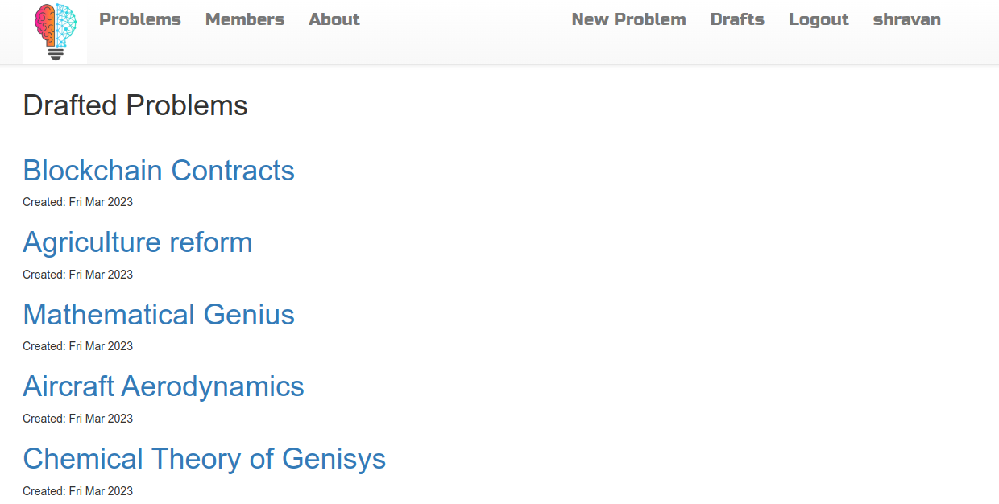 Problems Members About New Problem Drafts Logout shravan
Drafted Problems
Blockchain Contracts
Created: Fri Mar 2023
Agriculture reform
Created: Fri Mar 2023
Mathematical Genius
Created: Fri Mar 2023
Aircraft Aerodynamics
Created: Fri Mar 2023
Chemical Theory of Genisys
Created: Fri Mar 2023